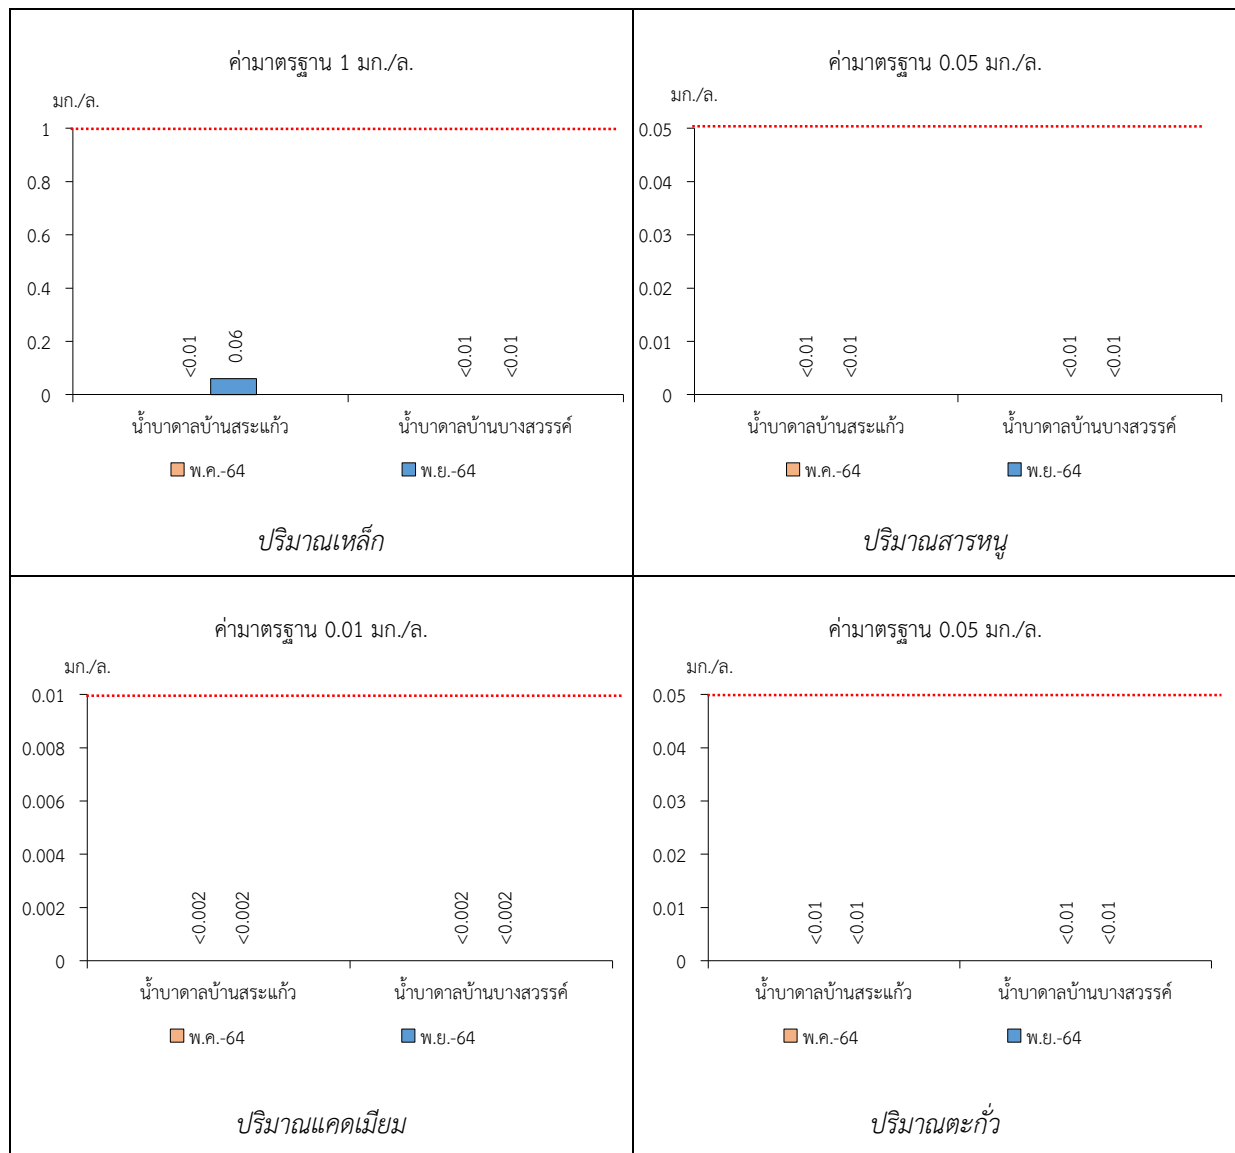 ค่ามาตรฐาน 1 มก./ล.
มก./ล.
1
0.8
0.6
0.4
0.2
0
<0.01
0.06
<0.01
<0.01
น้ำบาดาลบ้านสระแก้ว
น้ำบาดาลบ้านบางสวรรค์
พ.ค.-64
พ.ย.-64
ปริมาณเหล็ก
ค่ามาตรฐาน 0.05 มก./ล.
มก./ล.
0.05
0.04
0.03
0.02
0.01
0
<0.01
<0.01
<0.01
<0.01
น้ำบาดาลบ้านสระแก้ว
น้ำบาดาลบ้านบางสวรรค์
พ.ค.-64
พ.ย.-64
ปริมาณสารหนู
ค่ามาตรฐาน 0.01 มก./ล.
มก./ล.
0.01
0.008
0.006
0.004
0.002
0
<0.002
<0.002
<0.002
<0.002
น้ำบาดาลบ้านสระแก้ว
น้ำบาดาลบ้านบางสวรรค์
พ.ค.-64
พ.ย.-64
ปริมาณแคดเมียม
ค่ามาตรฐาน 0.05 มก./ล.
มก./ล.
0.05
0.04
0.03
0.02
0.01
0
<0.01
<0.01
<0.01
<0.01
น้ำบาดาลบ้านสระแก้ว
น้ำบาดาลบ้านบางสวรรค์
พ.ค.-64
พ.ย.-64
ปริมาณตะกั่ว